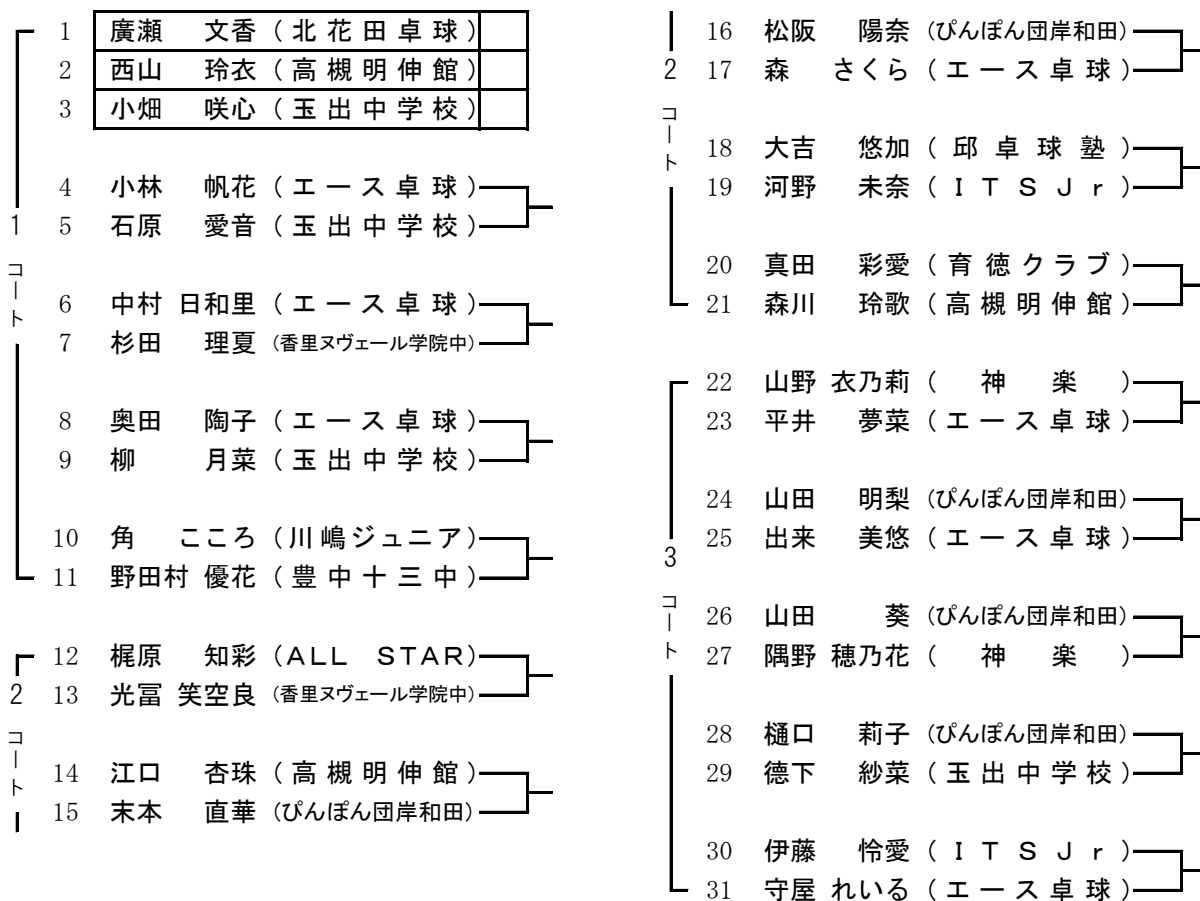 1 廣瀬 文香 (北花田卓球)
2 西山 玲衣 (高槻明伸館)
3 小畑 咲心 (玉出中学校)
4 小林 帆花 (エース卓球)
5 石原 愛音 (玉出中学校)
1コート
6 中村 日和里 (エース卓球)
7 杉田 理夏 (香里ヌヴェール学院中)
8 奥田 陶子 (エース卓球)
9 柳 月菜 (玉出中学校)
10 角 こころ (川嶋ジュニア)
11 野田村 優花 (豊中十三中)
12 梶原 知彩 (ALL STAR)
13 光冨 笑空良 (香里ヌヴェール学院中)
2コート
14 江口 杏珠 (高槻明伸館)
15 末本 直華 (ぴんぽん団岸和田)
16 松阪 陽奈 (ぴんぽん団岸和田)
17 森 さくら (エース卓球)
2コート
18 大吉 悠加 (邱卓球塾)
19 河野 未奈 (ITSJr)
20 真田 彩愛 (育徳クラブ)
21 森川 玲歌 (高槻明伸館)
22 山野 衣乃莉 (神楽)
23 平井 夢菜 (エース卓球)
24 山田 明梨 (ぴんぽん団岸和田)
25 出来 美悠 (エース卓球)
3コート
26 山田 葵 (ぴんぽん団岸和田)
27 隅野 穂乃花 (神楽)
28 樋口 莉子 (ぴんぽん団岸和田)
29 德下 紗菜 (玉出中学校)
30 伊藤 怜愛 (ITSJr)
31 守屋 れいる (エース卓球)